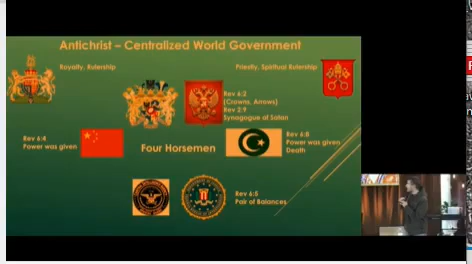 Antichrist – Centralized World Government
Royalty, Rulership
Priestly, Spiritual Rulership
Rev 6:2
(Crowns, Arrows)
Rev 2:9
Synagogue of Satan
Rev 6:4
Power was given
Four Horsemen
Rev 6:8
Power was given
Death
Rev 6:5
Pair of Balances